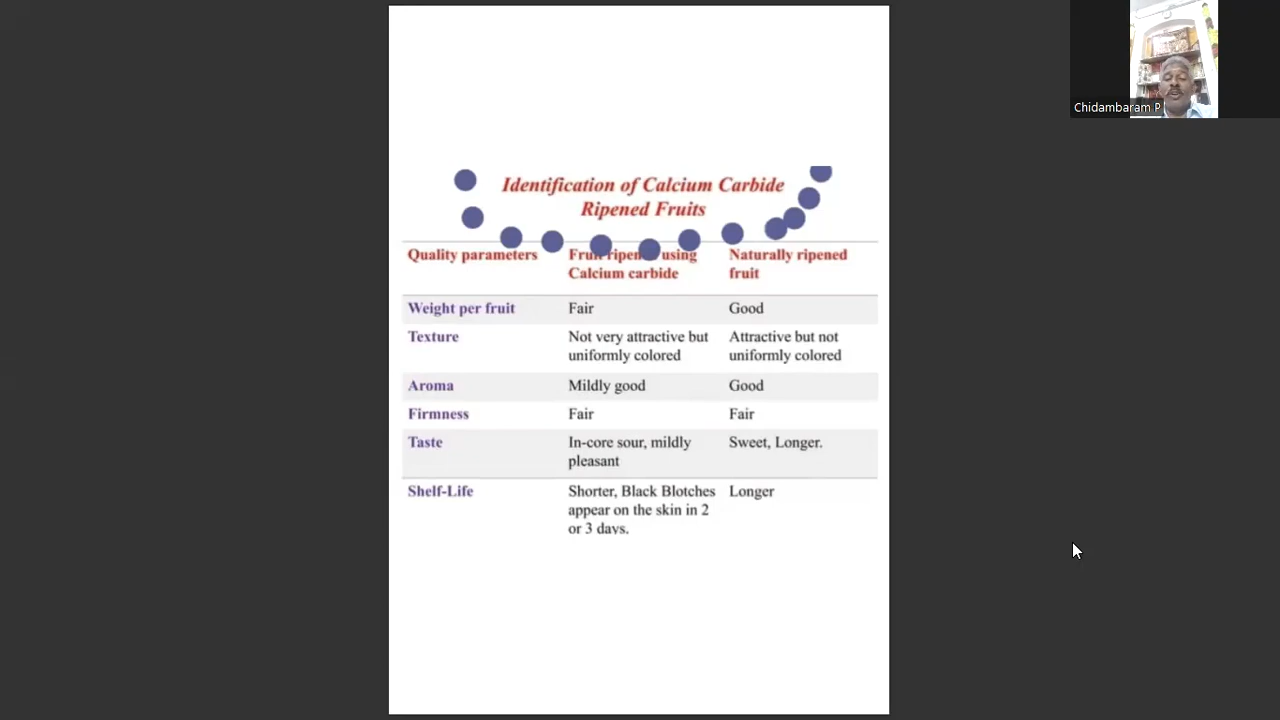 Identification of Calcium Carbide
Ripened Fruits
Quality parameters
Fruit ripened using
Calcium carbide
Naturally ripened
fruit
Weight per fruit
Fair
Good
Texture
Not very attractive but
uniformly colored
Attractive but not
uniformly colored
Aroma
Mildly good
Good
Firmness
Fair
Fair
Taste
In-core sour, mildly
pleasant
Sweet, Longer.
Shelf-Life
Shorter, Black Blotches
appear on the skin in 2
or 3 days.
Longer
Chidambaram P